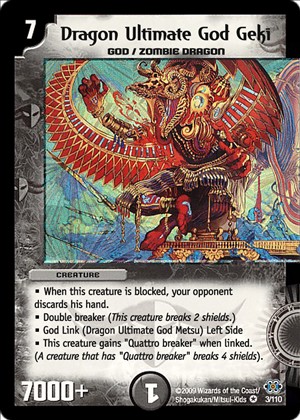 7
Dragon Ultimate God Geki
GOD / ZOMBIE DRAGON
CREATURE
■ When this creature is blocked, your opponent
discards his hand.
■ Double breaker (This creature breaks 2 shields.)
■ God Link (Dragon Ultimate God Metsu) Left Side
■ This creature gains "Quattro breaker" when linked.
(A creature that has "Quattro breaker" breaks 4 shields).
7000+
1
©2009 Wizards of the Coast/
Shogakukan/Mitsui-Kids
3/110